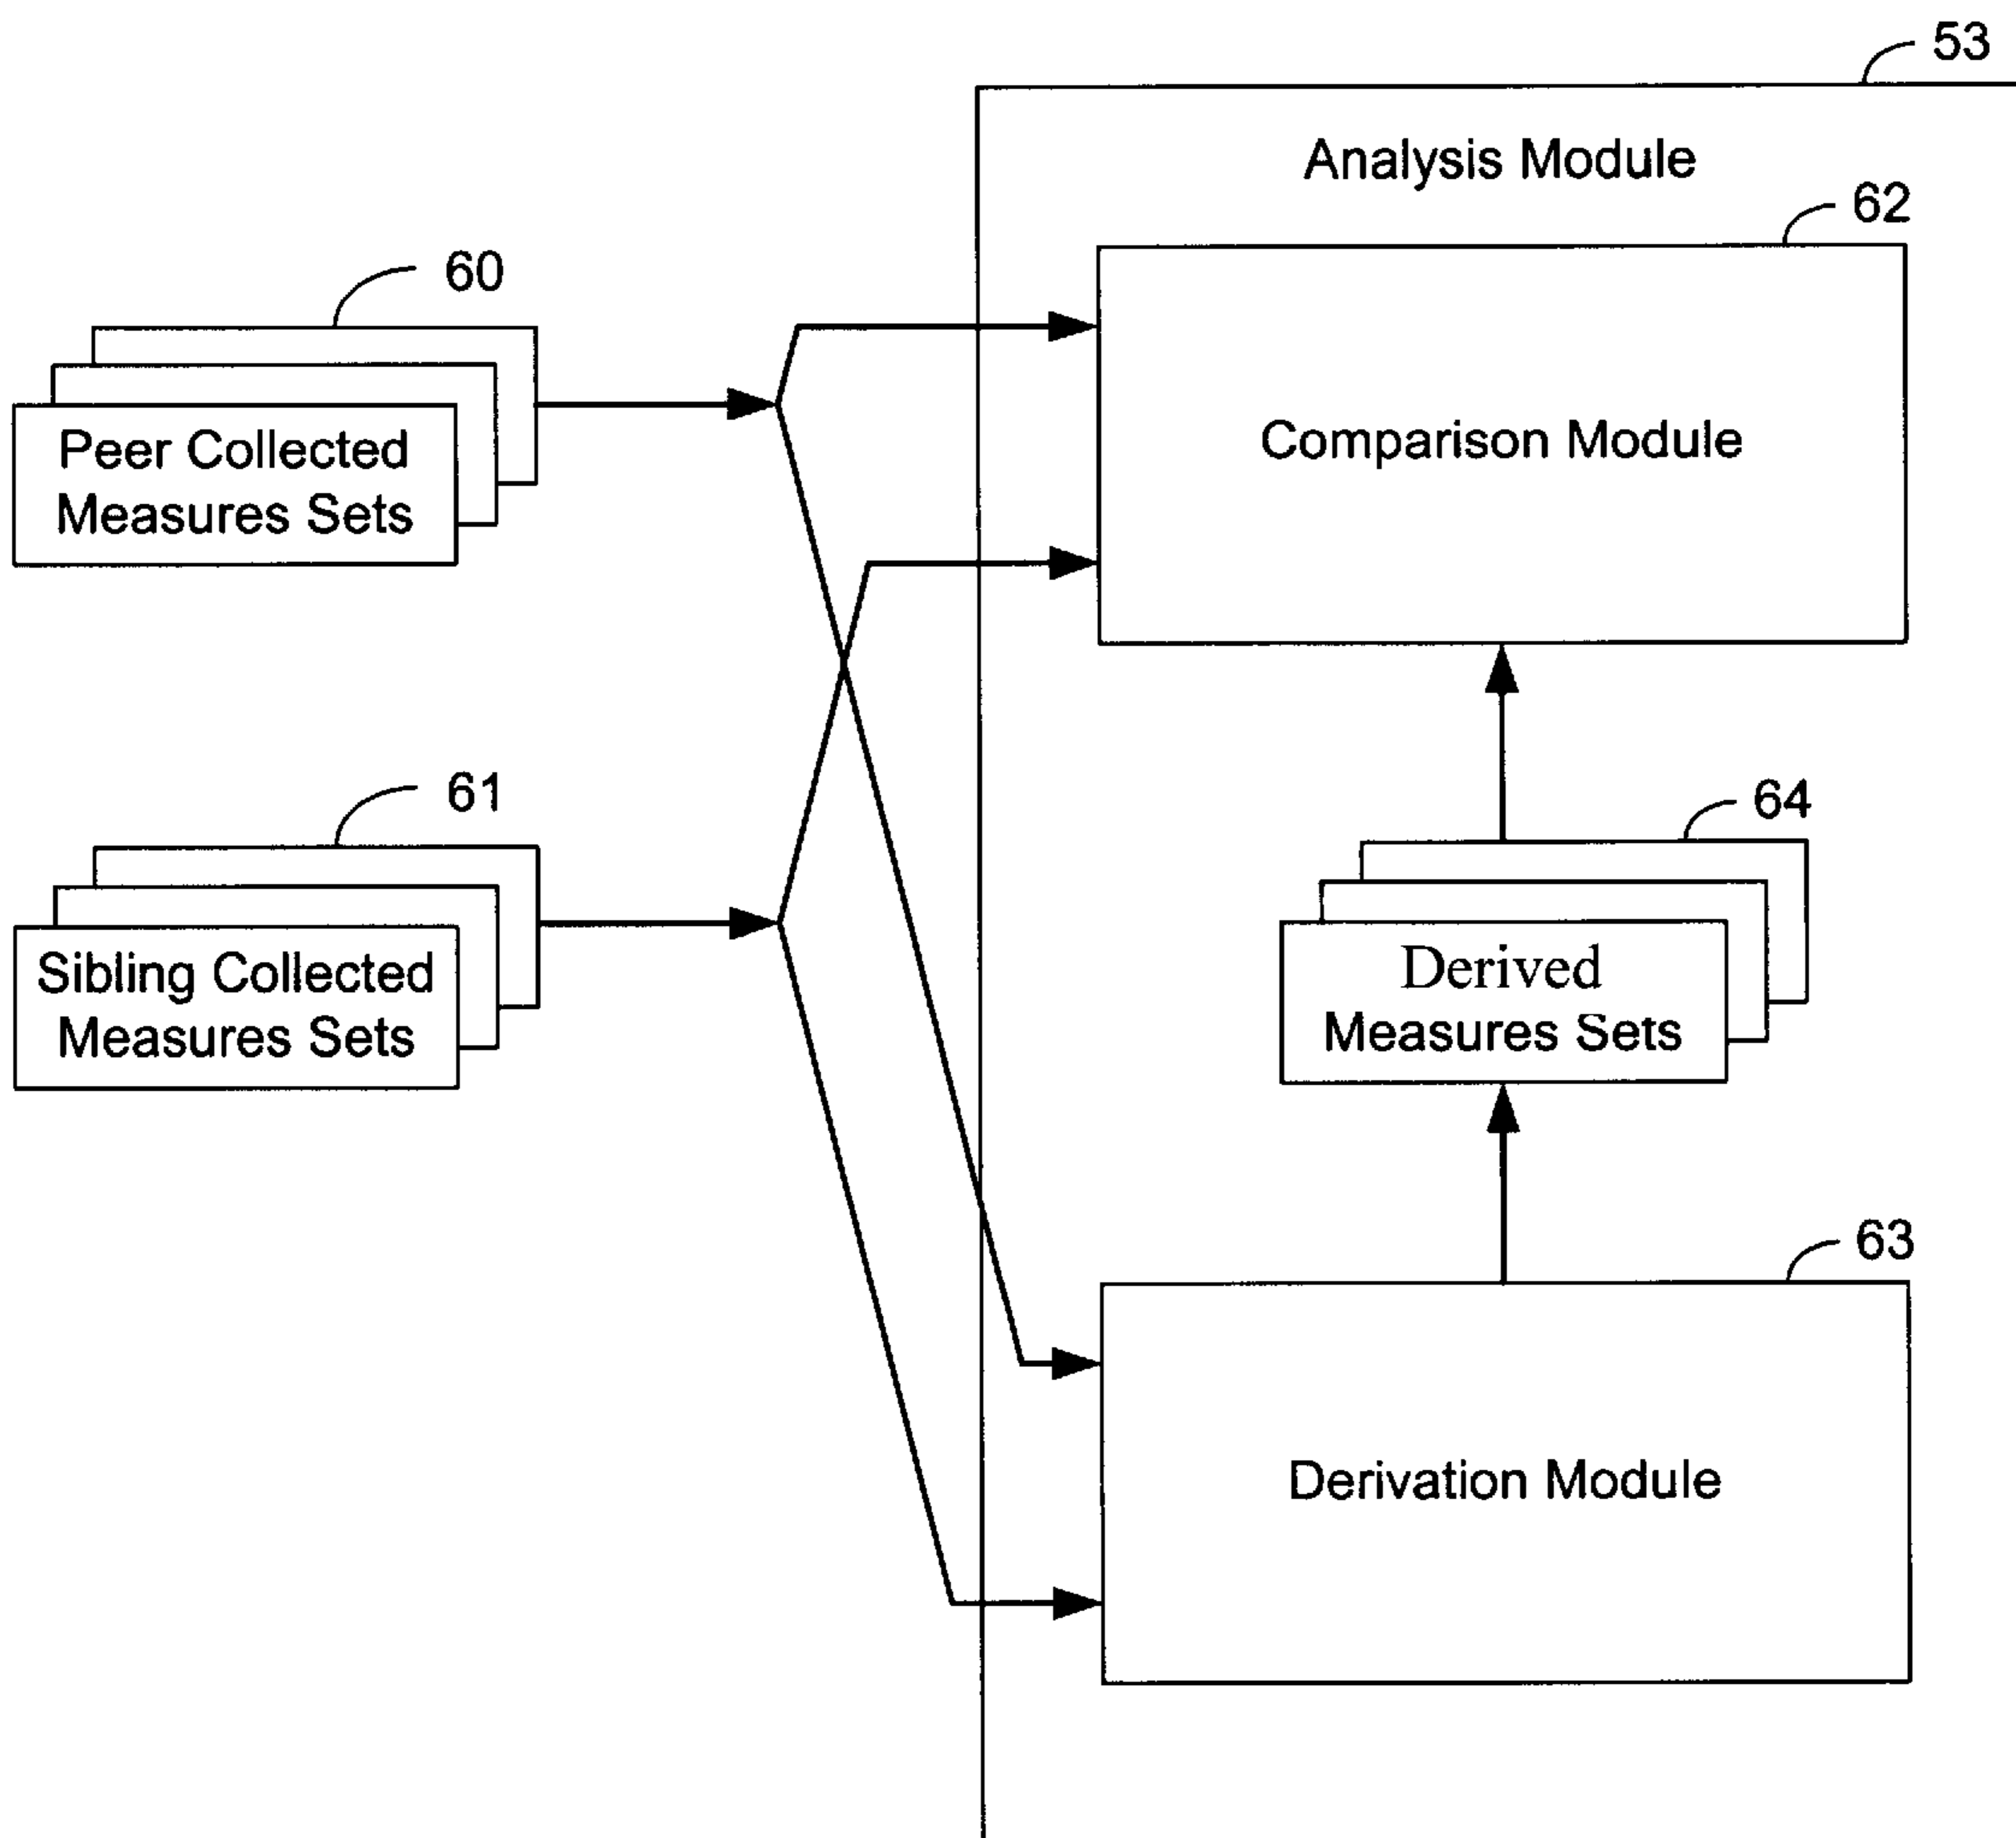 53
Analysis Module
62
60
Comparison Module
Peer Collected
Measures Sets
61
64
Sibling Collected
Measures Sets
Derived
Measures Sets
63
Derivation Module